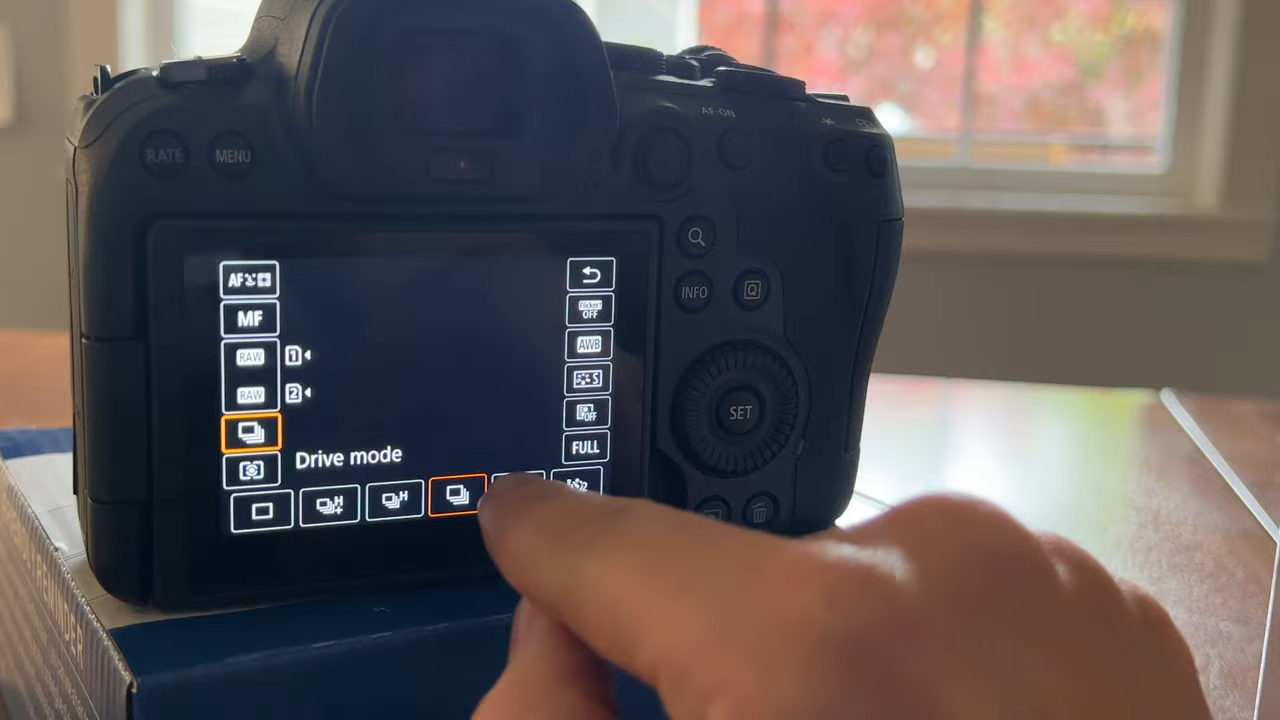 AF-ON
RATE
MENU
INFO
Q
SET
AF
MF
RAW
1
RAW
2
Drive mode
H
H
Flicker!
OFF
AWB
S
OFF
FULL